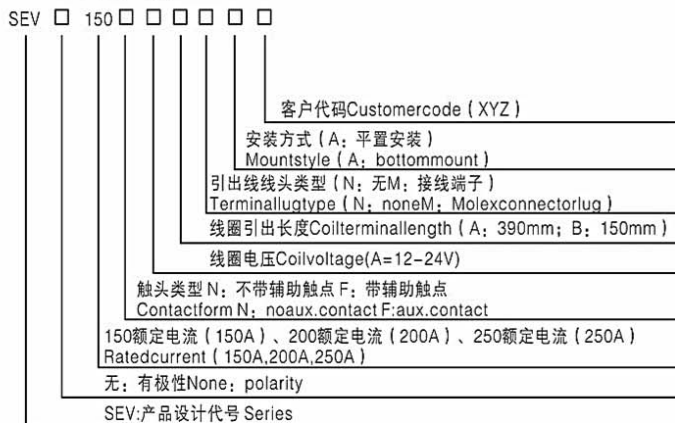 SEV □ 150 □ □ □ □ □ □
客户代码Customercode（XYZ）
安装方式（A：平置安装）
Mountstyle（A：bottommount）
引出线线头类型（N：无M：接线端子）
Terminallugtype（N：noneM：Molexconnectorlug）
线圈引出长度Coilterminallength（A：390mm；B：150mm）
线圈电压Coilvoltage(A=12-24V)
触头类型 N：不带辅助触点 F：带辅助触点
Contactform N：noaux.contact F:aux.contact
150额定电流（150A）、200额定电流（200A）、250额定电流（250A）
Ratedcurrent（150A,200A,250A）
无：有极性None：polarity
SEV:产品设计代号 Series